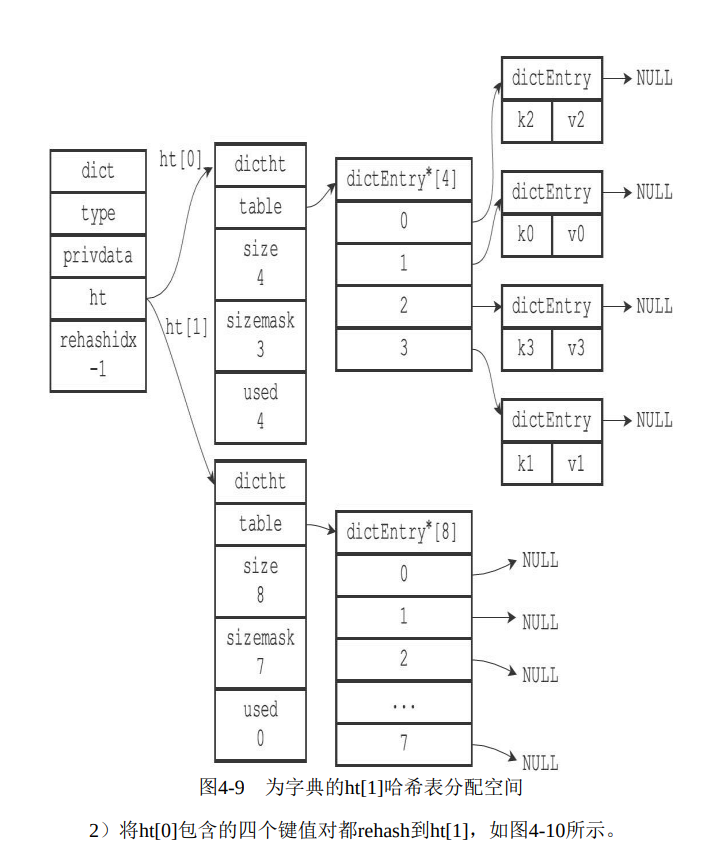 dict
type
privdata
ht
rehashidx
-1
ht[0]
ht[1]
dictht
table
size
4
sizemask
3
used
4
dictEntry*[4]
0
1
2
3
dictEntry
k2 v2
NULL
dictEntry
k0 v0
NULL
dictEntry
k3 v3
NULL
dictEntry
k1 v1
NULL
dictht
table
size
8
sizemask
7
used
0
dictEntry*[8]
0
1
2
...
7
NULL
NULL
NULL
NULL
图4-9 为字典的ht[1]哈希表分配空间
2）将ht[0]包含的四个键值对都rehash到ht[1]，如图4-10所示。